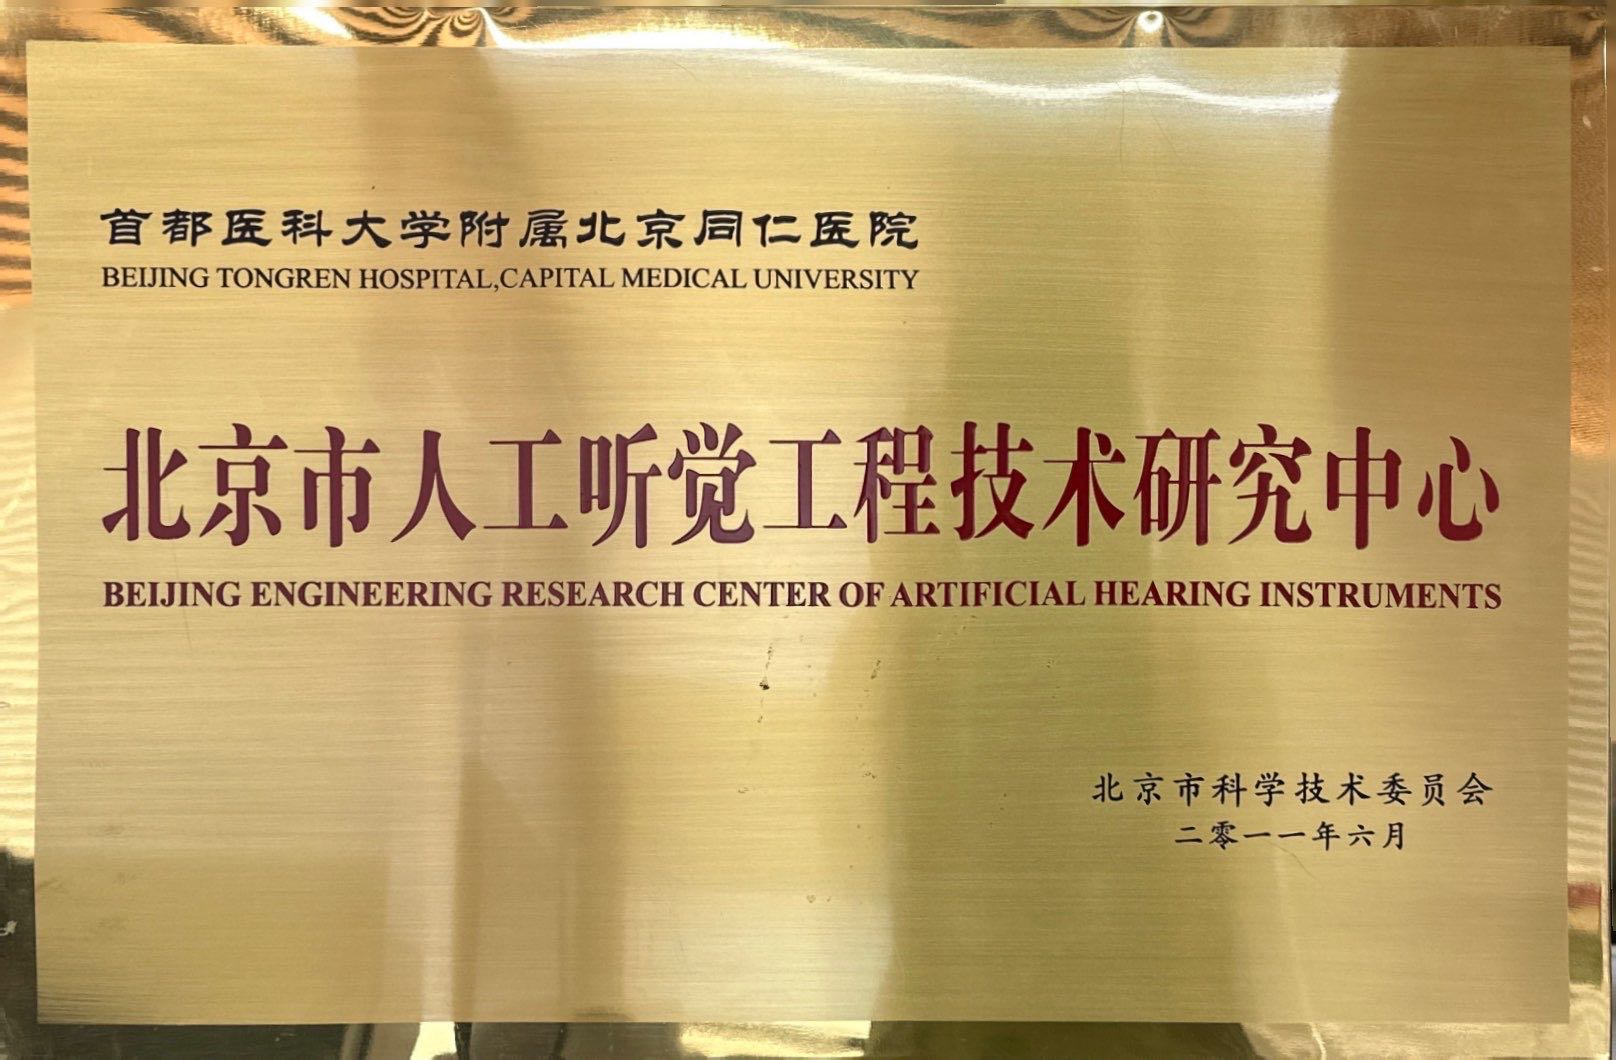 首都医科大学附属北京同仁医院
BEIJING TONGREN HOSPITAL,CAPITAL MEDICAL UNIVERSITY
北京市人工听觉工程技术研究中心
BEIJING ENGINEERING RESEARCH CENTER OF ARTIFICIAL HEARING INSTRUMENTS
北京市科学技术委员会
二零一一年六月